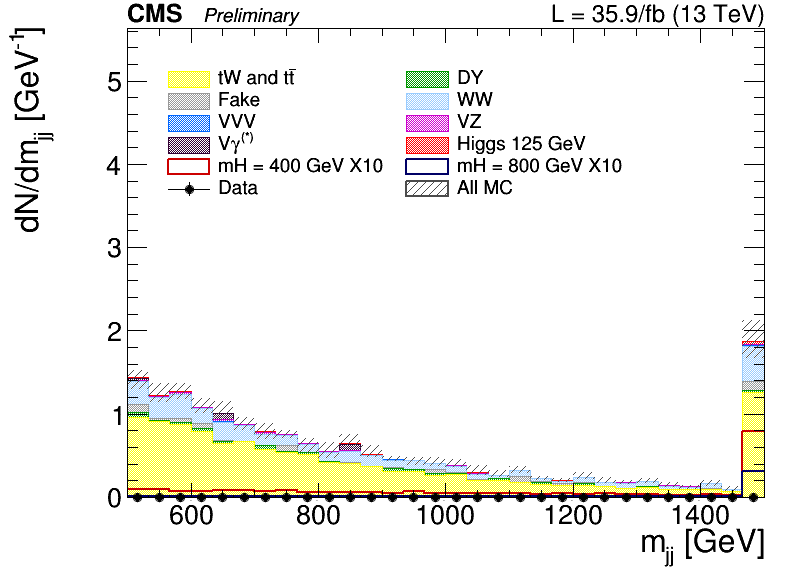 CMS Preliminary L = 35.9/fb (13 TeV)
dN/dm_jj [GeV⁻¹]
5
4
3
2
1
0
tW and tt̄ DY
Fake WW
VVV VZ
Vγ(*) Higgs 125 GeV
mH = 400 GeV X10 mH = 800 GeV X10
Data All MC
600 800 1000 1200 1400
m_jj [GeV]